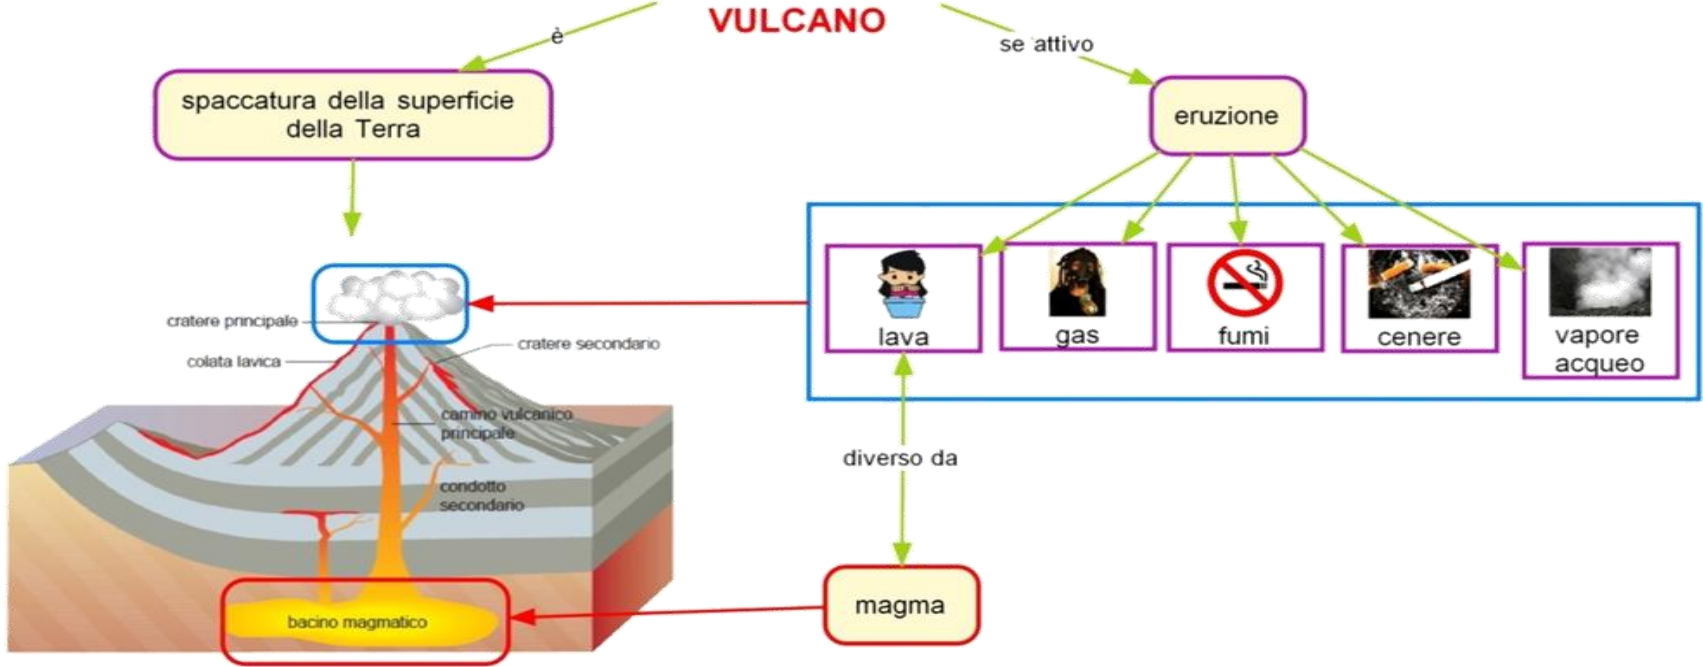 VULCANO
è
se attivo
spaccatura della superficie
della Terra
eruzione
lava
gas
fumi
cenere
vapore
acqueo
cratere principale
colata lavica
cratere secondario
camino vulcanico
principale
condotto
secondario
diverso da
magma
bacino magmatico